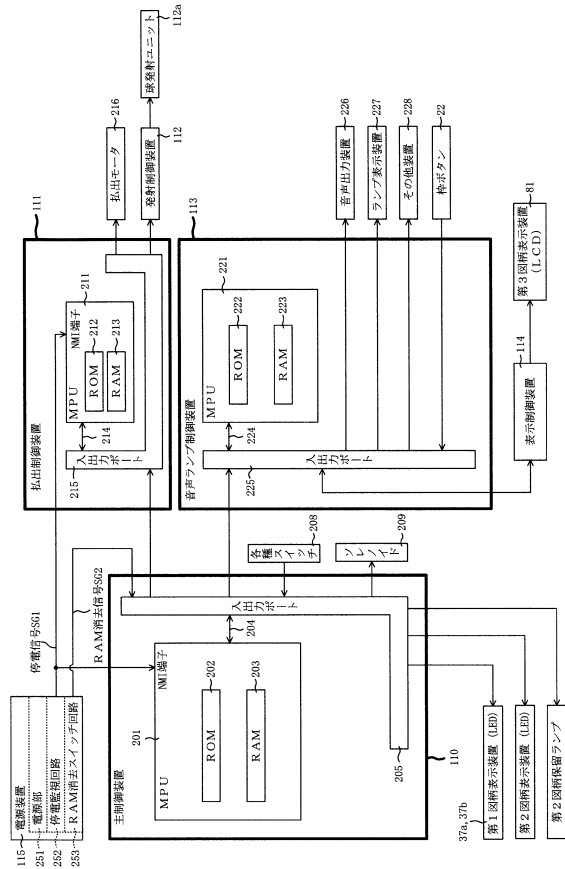 115
電源装置
251
電源部
252
停電監視回路
253
RAM消去スイッチ回路
停電信号SG1
RAM消去信号SG2
111
払出制御装置
211
NMI端子
MPU
212
ROM
213
RAM
214
215
入出力ポート
216
払出モータ
112
発射制御装置
112a
球発射ユニット
113
音声ランプ制御装置
221
MPU
222
ROM
223
RAM
224
225
入出力ポート
226
音声出力装置
227
ランプ表示装置
228
その他装置
22
枠ボタン
114
表示制御装置
81
第3図柄表示装置
(LCD)
208
各種スイッチ
209
ソレノイド
110
主制御装置
201
NMI端子
MPU
202
ROM
203
RAM
204
205
入出力ポート
37a, 37b
第1図柄表示装置 (LED)
第2図柄表示装置 (LED)
第2図柄保留ランプ